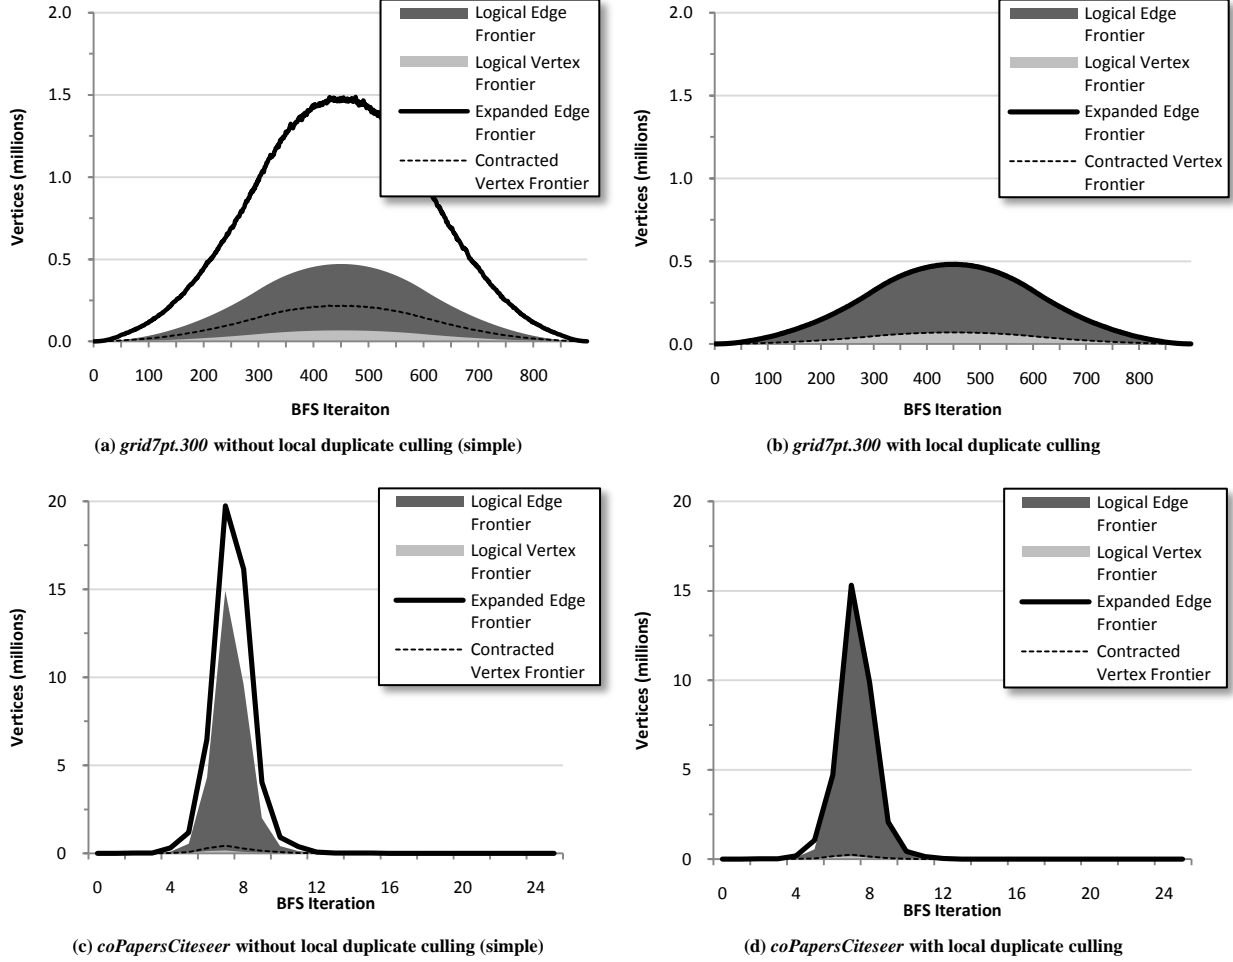 2.0
1.5
1.0
0.5
0.0
Vertices (millions)
0 100 200 300 400 500 600 700 800
BFS Iteraiton
Logical Edge
Frontier
Logical Vertex
Frontier
Expanded Edge
Frontier
Contracted
Vertex Frontier
(a) grid7pt.300 without local duplicate culling (simple)
2.0
1.5
1.0
0.5
0.0
Vertices (millions)
0 100 200 300 400 500 600 700 800
BFS Iteration
Logical Edge
Frontier
Logical Vertex
Frontier
Expanded Edge
Frontier
Contracted Vertex
Frontier
(b) grid7pt.300 with local duplicate culling
20
15
10
5
0
Vertices (millions)
0 4 8 12 16 20 24
BFS Iteration
Logical Edge
Frontier
Logical Vertex
Frontier
Expanded Edge
Frontier
Contracted
Vertex Frontier
(c) coPapersCiteseer without local duplicate culling (simple)
20
15
10
5
0
Vertices (millions)
0 4 8 12 16 20 24
BFS Iteration
Logical Edge
Frontier
Logical Vertex
Frontier
Expanded Edge
Frontier
Contracted
Vertex Frontier
(d) coPapersCiteseer with local duplicate culling